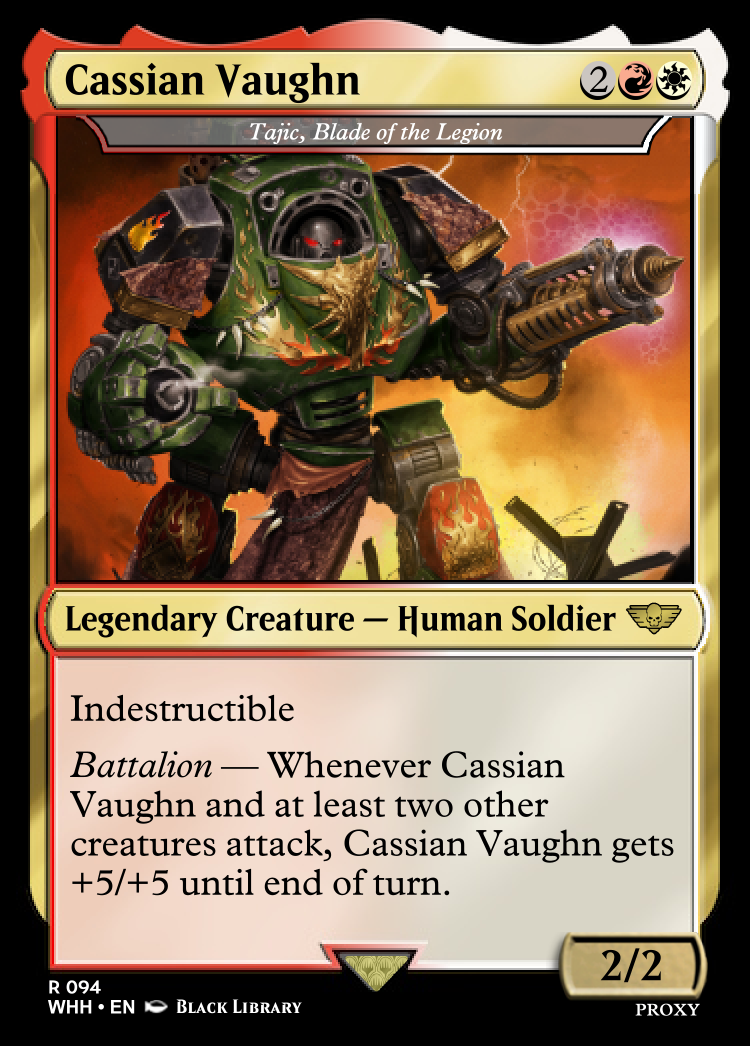 Cassian Vaughn 2
Tajic, Blade of the Legion
Legendary Creature — Human Soldier
Indestructible
Battalion — Whenever Cassian
Vaughn and at least two other
creatures attack, Cassian Vaughn gets
+5/+5 until end of turn.
2/2
R 094
WHH • EN BLACK LIBRARY
PROXY